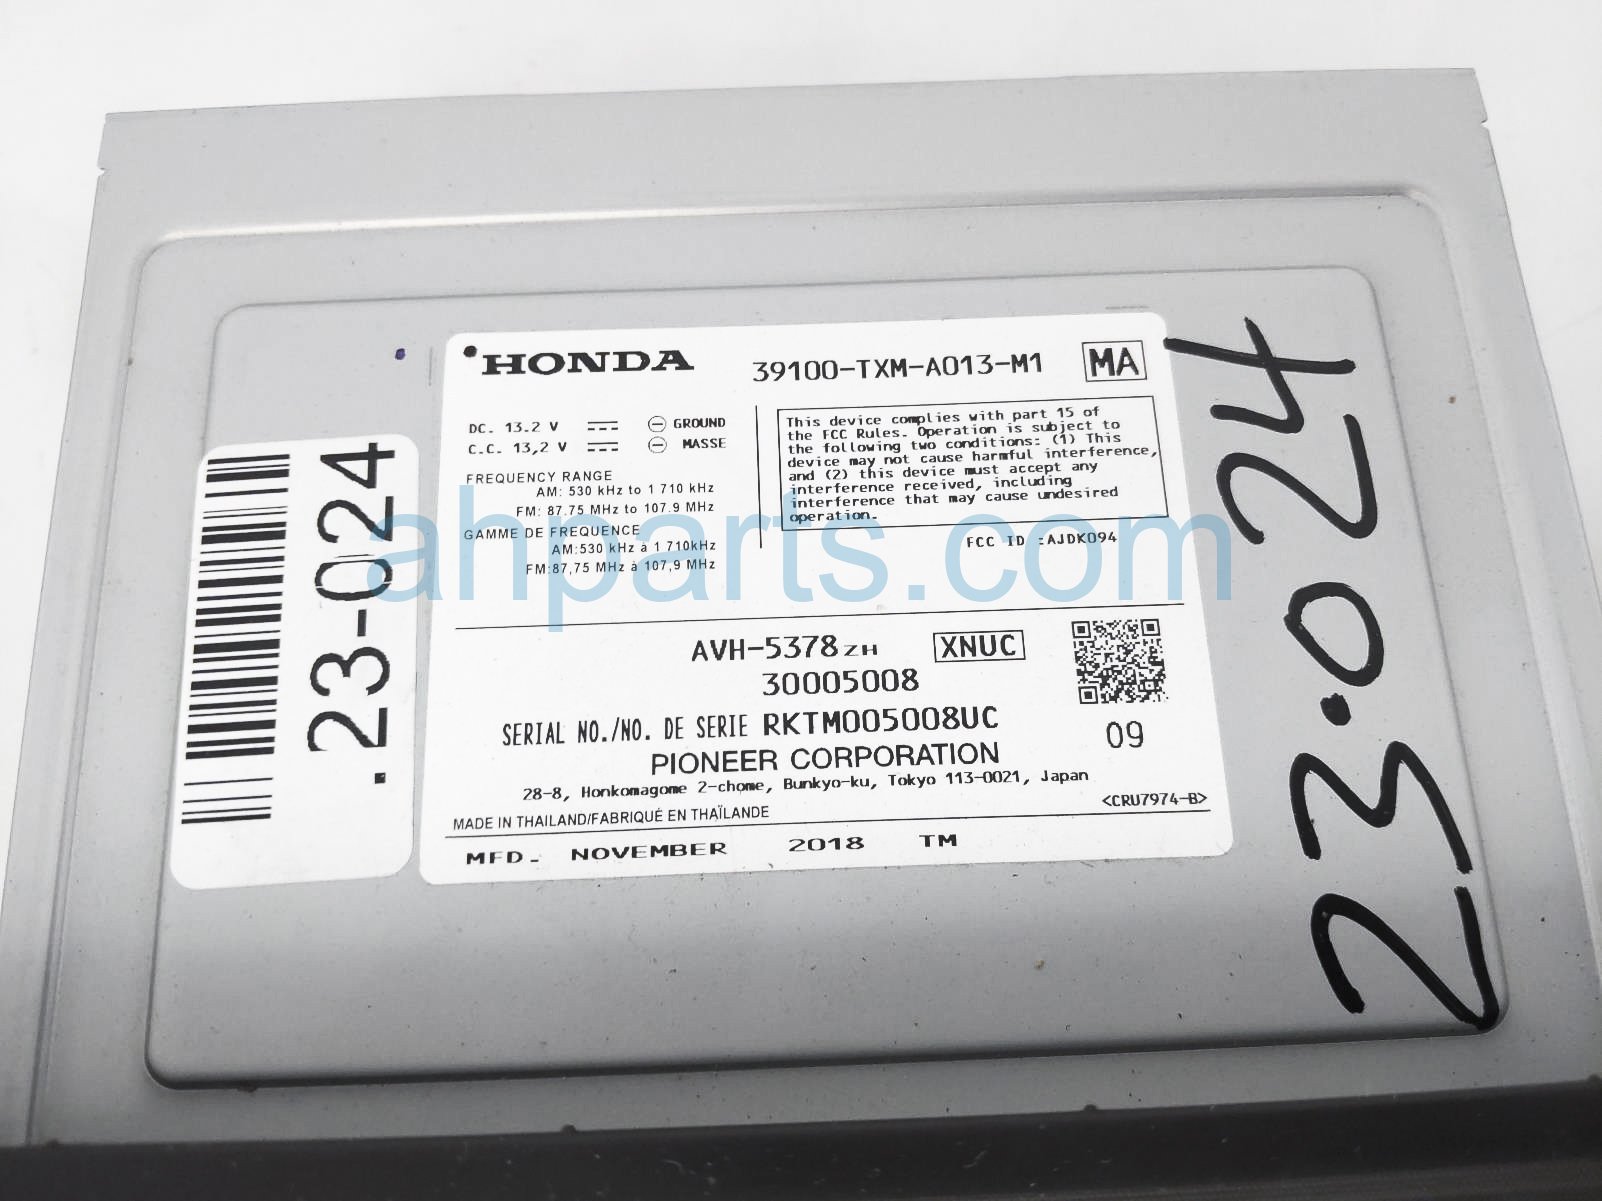 HONDA 39100-TXM-A013-M1 MA
DC. 13.2 V GROUND
C.C. 13,2 V MASSE
FREQUENCY RANGE
AM: 530 kHz to 1 710 kHz
FM: 87.75 MHz to 107.9 MHz
GAMME DE FREQUENCE
AM:530 kHz à 1 710kHz
FM:87,75 MHz à 107,9 MHz
This device complies with part 15 of
the FCC Rules. Operation is subject to
the following two conditions: (1) This
device may not cause harmful interference,
and (2) this device must accept any
interference received, including
interference that may cause undesired
operation.
FCC ID :AJDK094
AVH-5378ZH XNUC
30005008
SERIAL NO./NO. DE SERIE RKTM005008UC
09
PIONEER CORPORATION
28-8, Honkomagome 2-chome, Bunkyo-ku, Tokyo 113-0021, Japan
<CRU7974-B>
MADE IN THAILAND/FABRIQUÉ EN THAÏLANDE
MFD. NOVEMBER 2018 TM
.23-024
23.024
ahparts.com